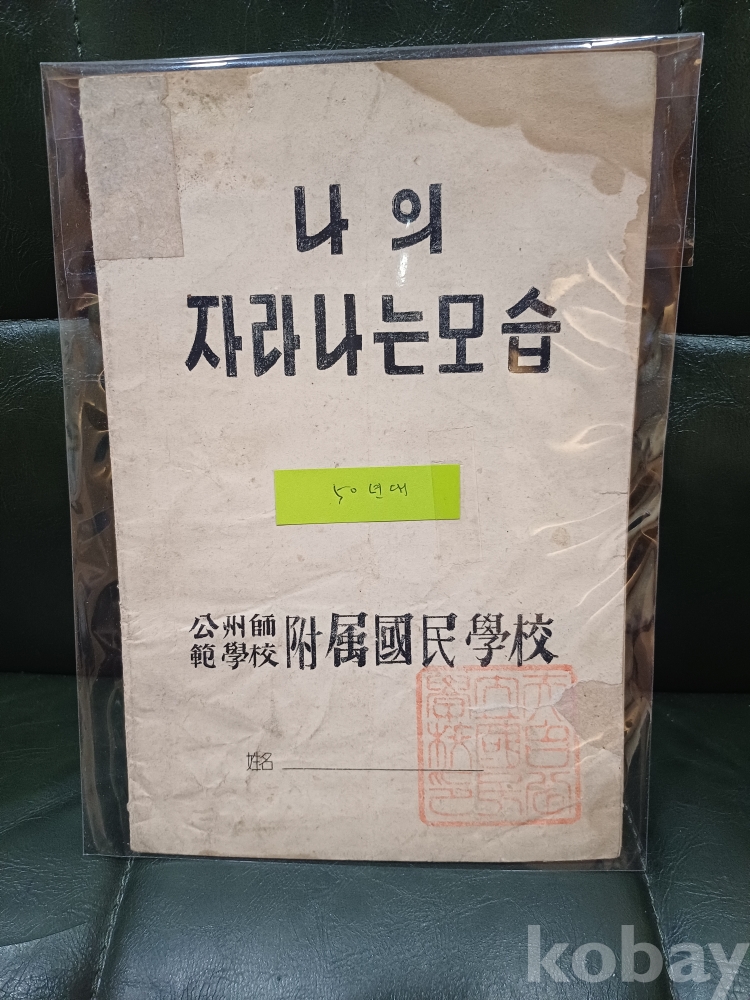 나의
자라나는모습
50년대
公州師範學校 附属國民學校
姓名
kobay